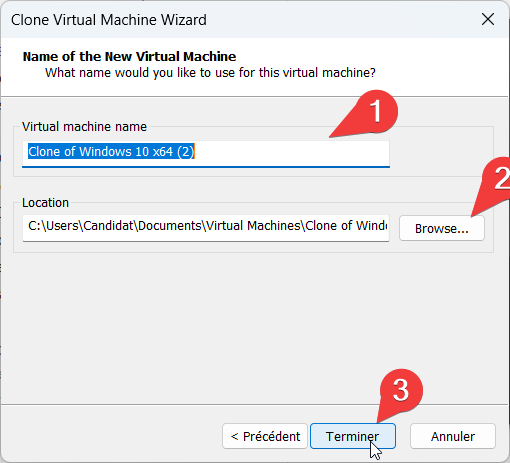 Clone Virtual Machine Wizard
Name of the New Virtual Machine
What name would you like to use for this virtual machine?
1
Virtual machine name
Clone of Windows 10 x64 (2)
2
Location
C:\Users\Candidat\Documents\Virtual Machines\Clone of Wind
Browse...
3
< Précédent
Terminer
Annuler